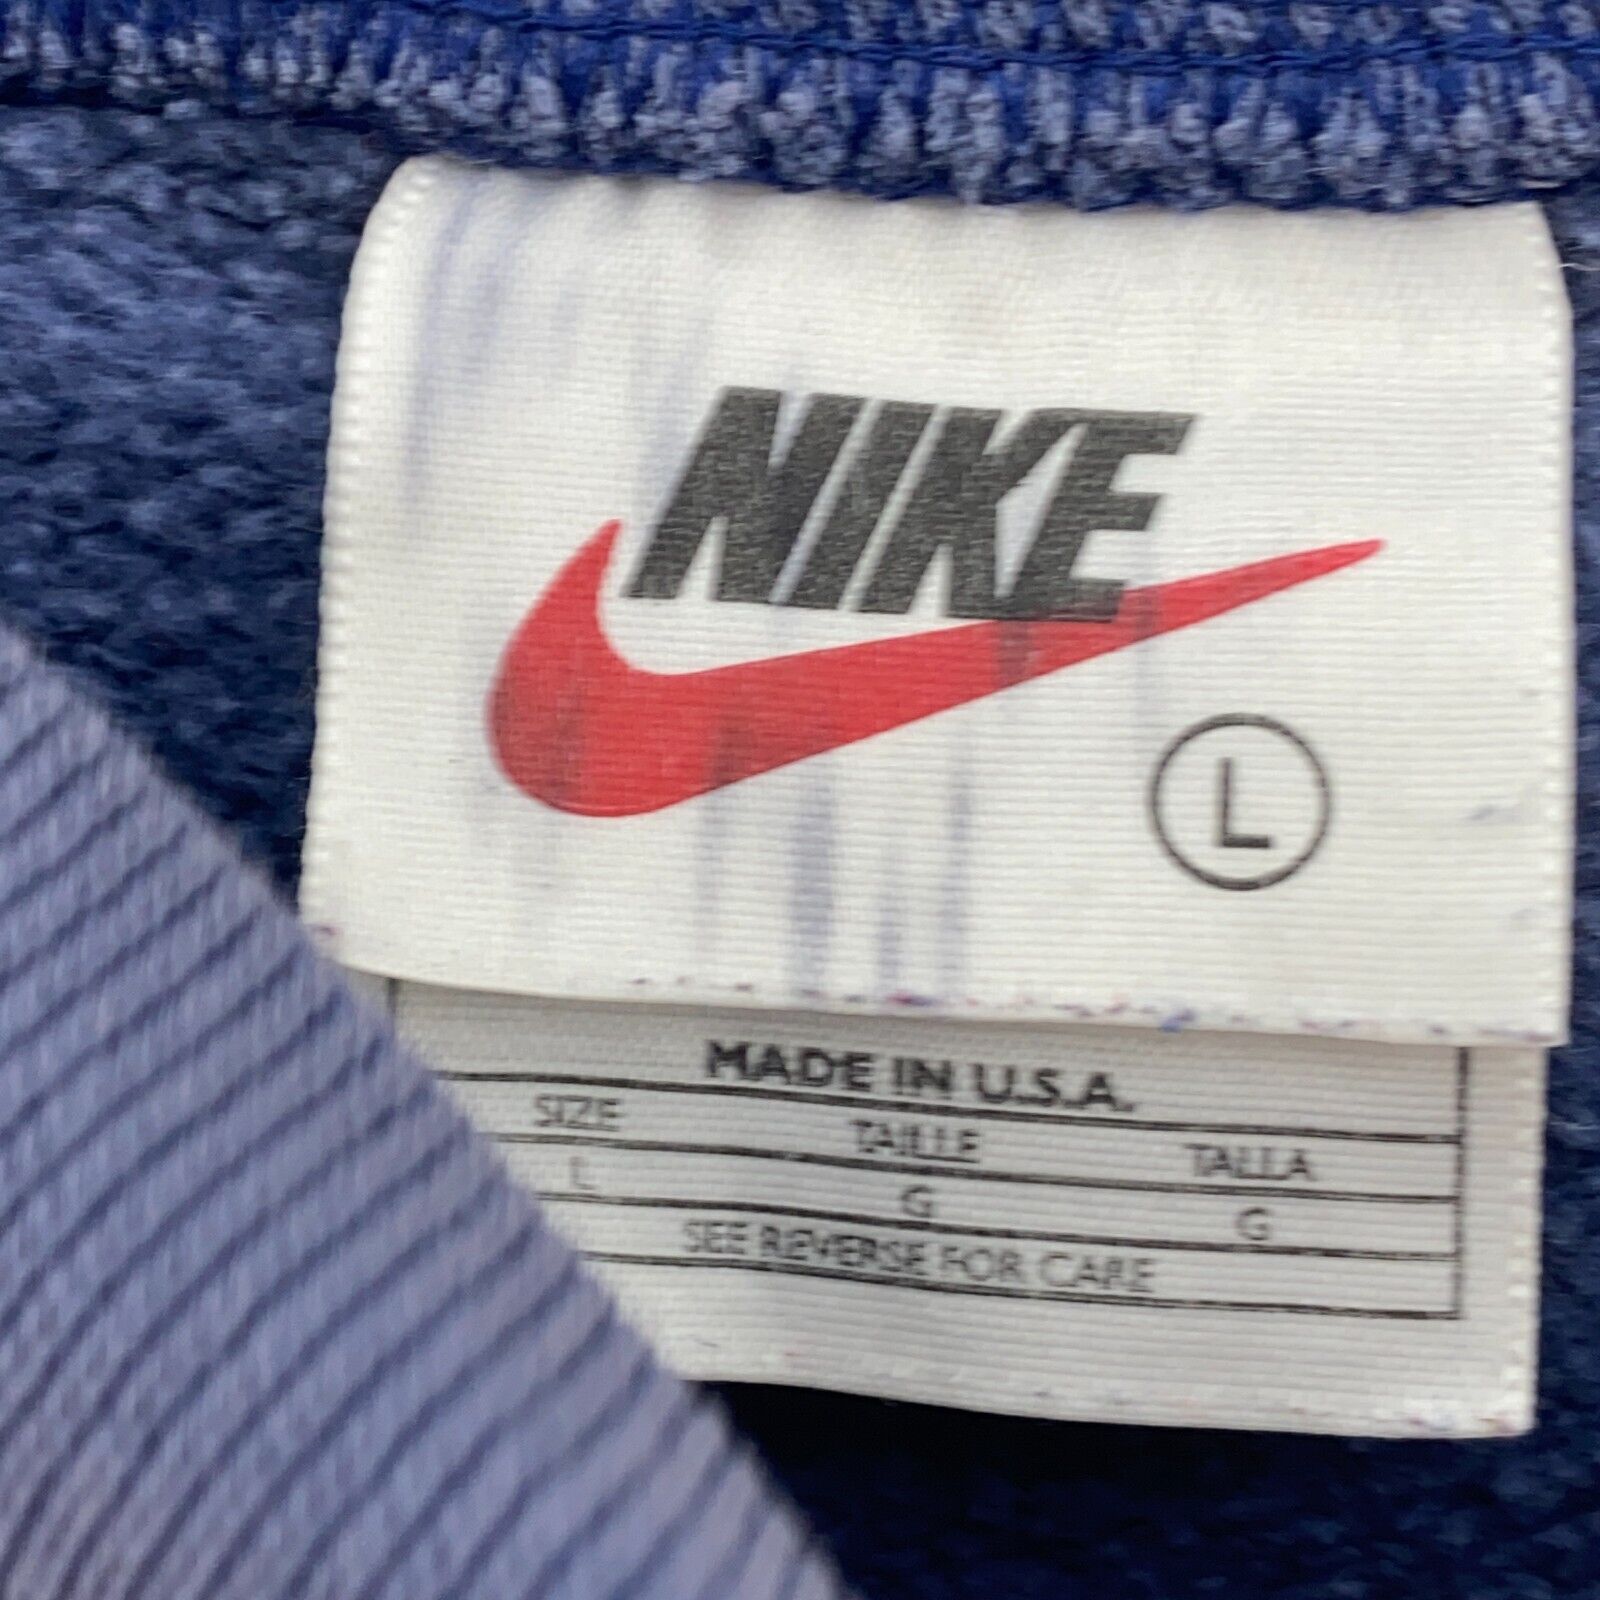 NIKE
L
MADE IN U.S.A.
SIZE TAILLE TALLA
L G G
SEE REVERSE FOR CARE